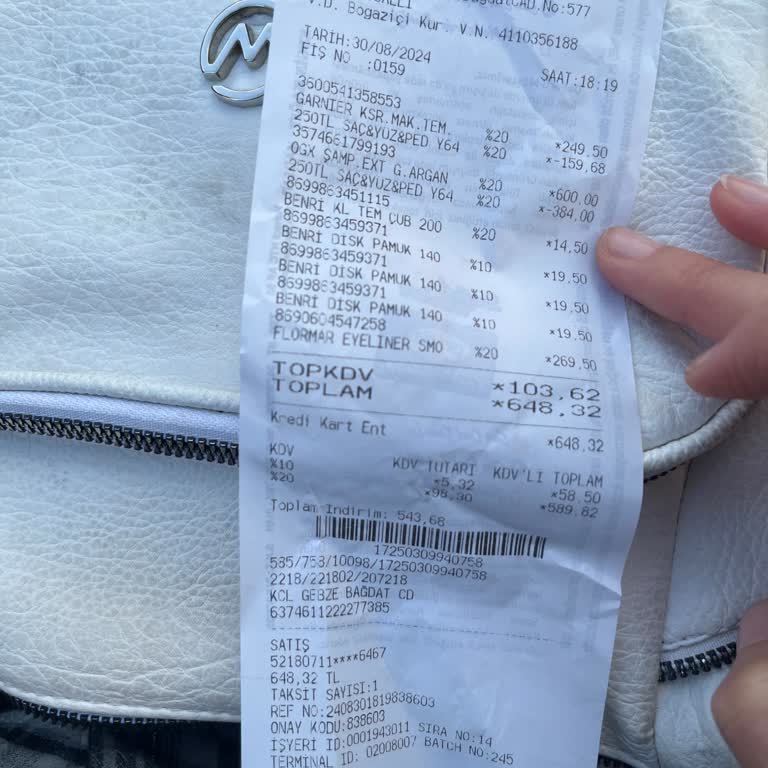 BağdatCAD.No:577
V.D. Bogaziçi Kur. V.N. 4110356188
TARİH:30/08/2024
FİŞ NO :0159 SAAT:18:19
3600541358553
GARNIER KSR.MAK.TEM. %20 *249,50
250TL SAÇ&YÜZ&PED Y64 %20 *-159,68
3574661799193
OGX ŞAMP.EXT G.ARGAN %20 *600,00
250TL SAÇ&YÜZ&PED Y64 %20 *-384,00
8699863451115
BENRİ KL TEM ÇUB 200 %20 *14,50
8699863459371
BENRİ DİSK PAMUK 140 %10 *19,50
8699863459371
BENRİ DİSK PAMUK 140 %10 *19,50
8699863459371
BENRİ DİSK PAMUK 140 %10 *19,50
8690604547258
FLORMAR EYELINER SMO %20 *269,50
TOPKDV *103,62
TOPLAM *648,32
Kredi Kart Ent *648,32
KDV KDV TUTARI KDV'Lİ TOPLAM
%10 *5,32 *58,50
%20 *98,30 *589,82
Toplam İndirim: 543,68
17250309940758
585/758/10098/17250309940758
2218/221802/207218
KCL GEBZE BAĞDAT CD
6374611222277385
SATIŞ
52180711****6467
648,32 TL
TAKSİT SAYISI:1
REF NO:2408301819838603
ONAY KODU:838603
İŞYERİ ID:0001943011 SIRA NO:14
TERMINAL ID: 02008007 BATCH NO:245